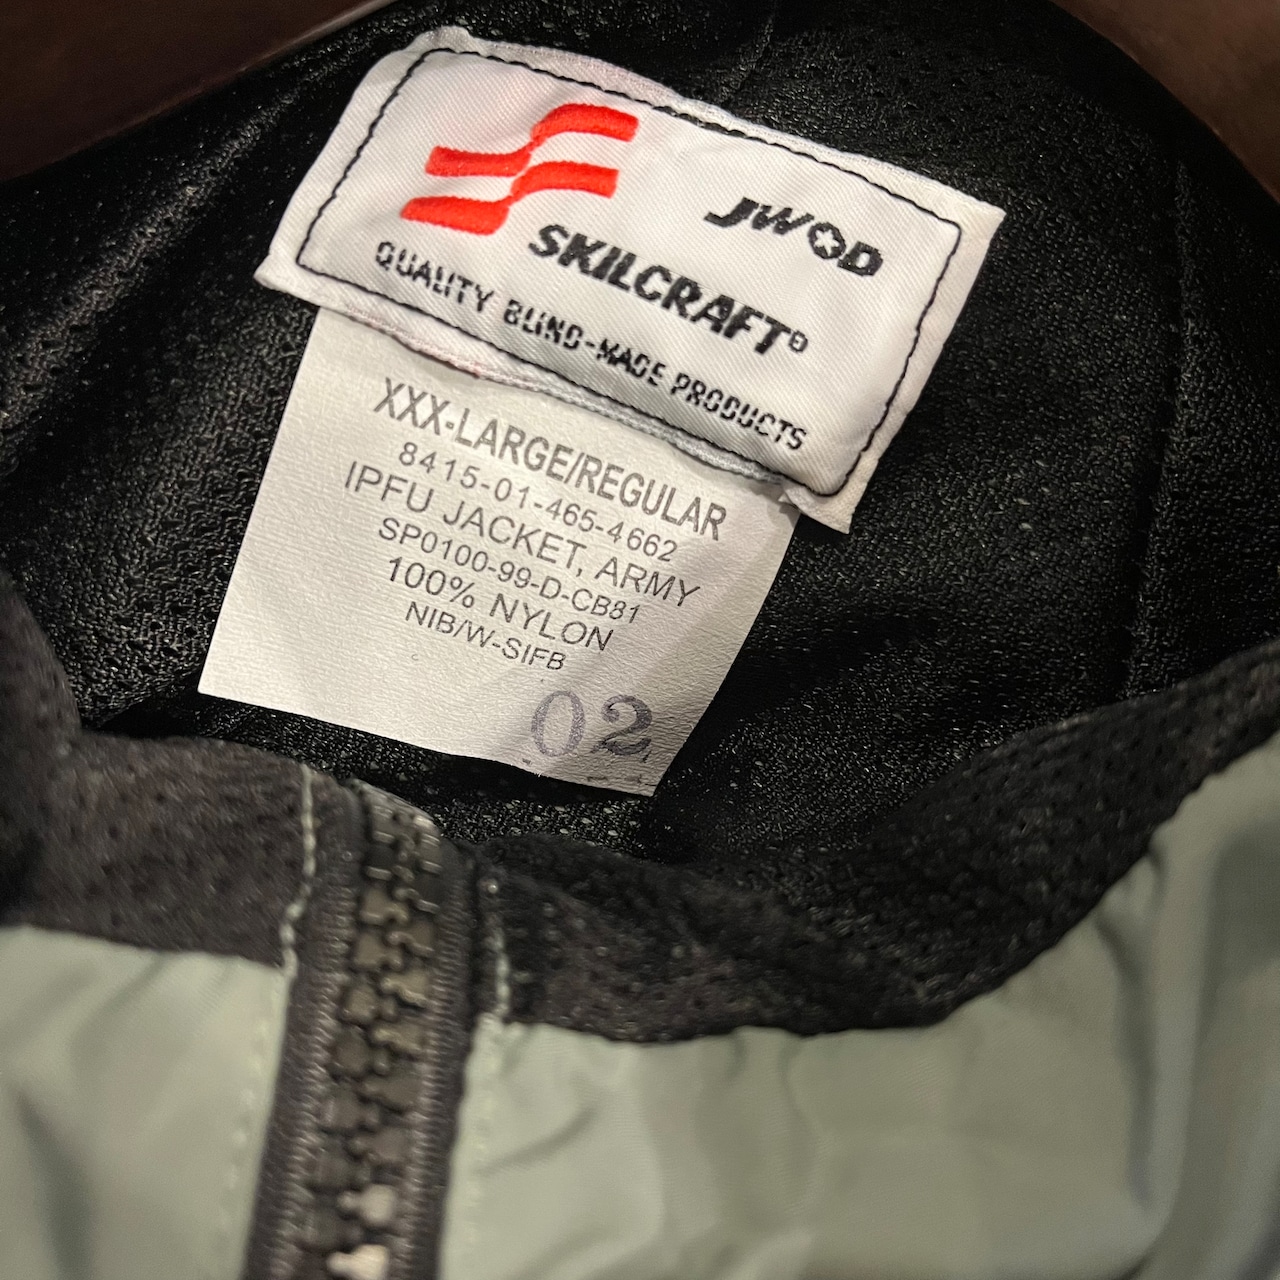 JWOD
SKILCRAFT®
QUALITY BLIND-MADE PRODUCTS
XXX-LARGE/REGULAR
8415-01-465-4662
IPFU JACKET, ARMY
SP0100-99-D-CB81
100% NYLON
NIB/W-SIFB
02